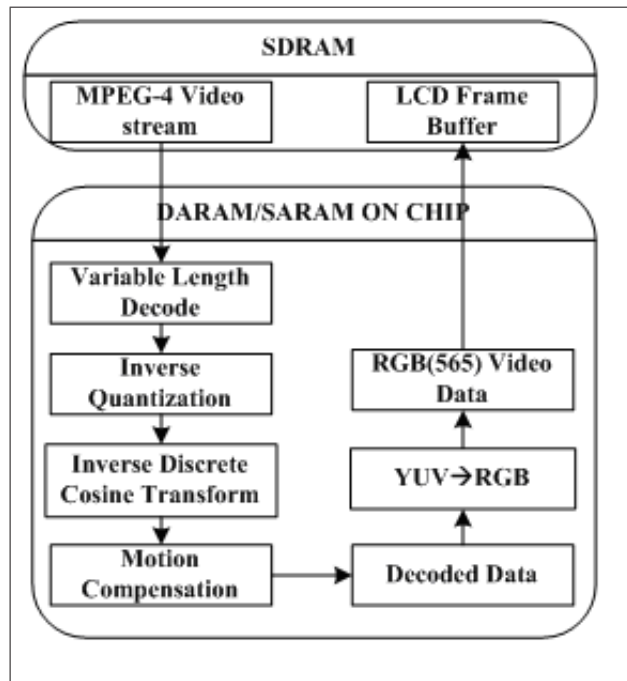 SDRAM
MPEG-4 Video
stream
LCD Frame
Buffer
DARAM/SARAM ON CHIP
Variable Length
Decode
Inverse
Quantization
Inverse Discrete
Cosine Transform
Motion
Compensation
RGB(565) Video
Data
YUV→RGB
Decoded Data